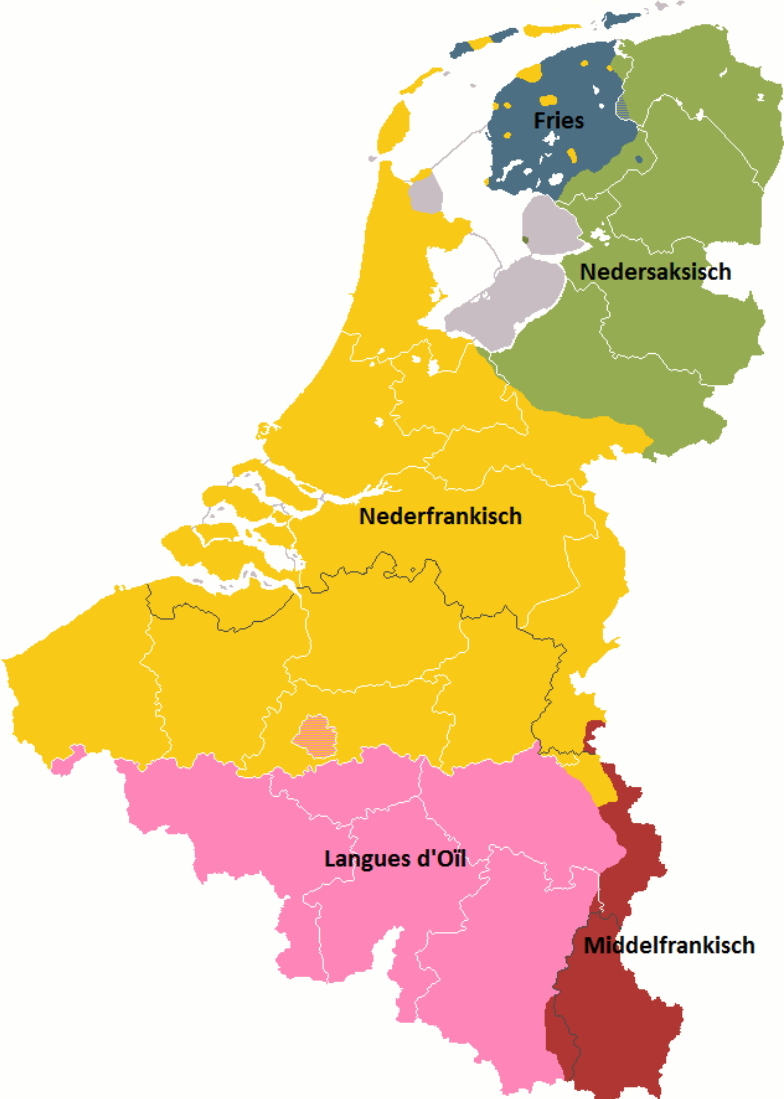 Fries
Nedersaksisch
Nederfrankisch
Langues d'Oïl
Middelfrankisch